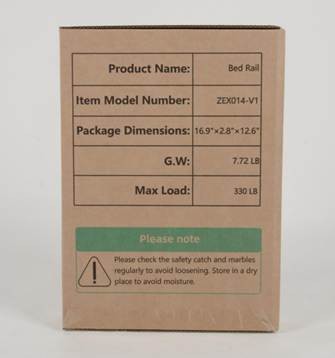 Product Name: Bed Rail
Item Model Number: ZEX014-V1
Package Dimensions: 16.9"×2.8"×12.6"
G.W: 7.72 LB
Max Load: 330 LB
Please note
Please check the safety catch and marbles
regularly to avoid loosening. Store in a dry
place to avoid moisture.